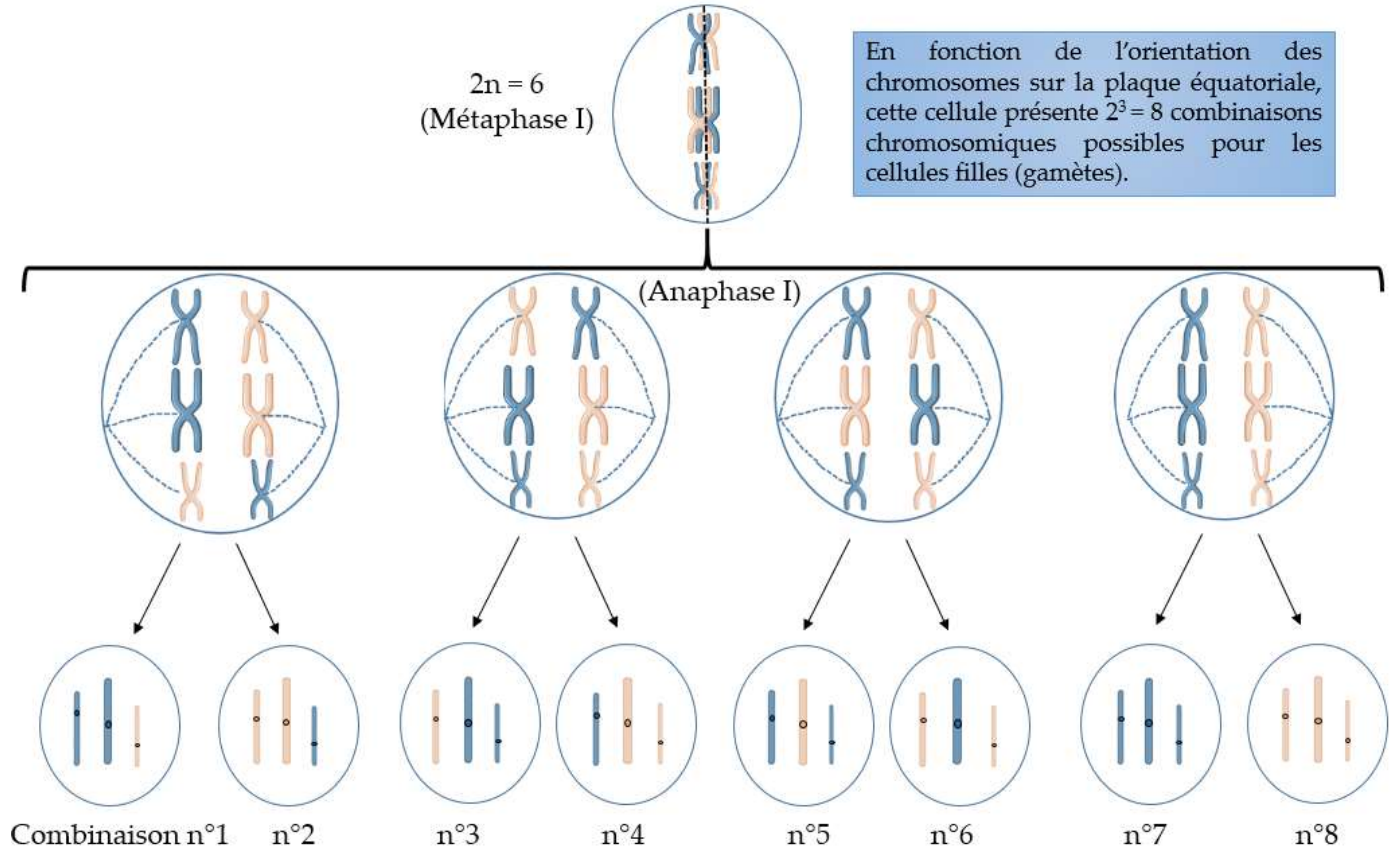 2n = 6
(Métaphase I)
En fonction de l'orientation des
chromosomes sur la plaque équatoriale,
cette cellule présente 2³ = 8 combinaisons
chromosomiques possibles pour les
cellules filles (gamètes).
(Anaphase I)
Combinaison n°1 n°2 n°3 n°4 n°5 n°6 n°7 n°8